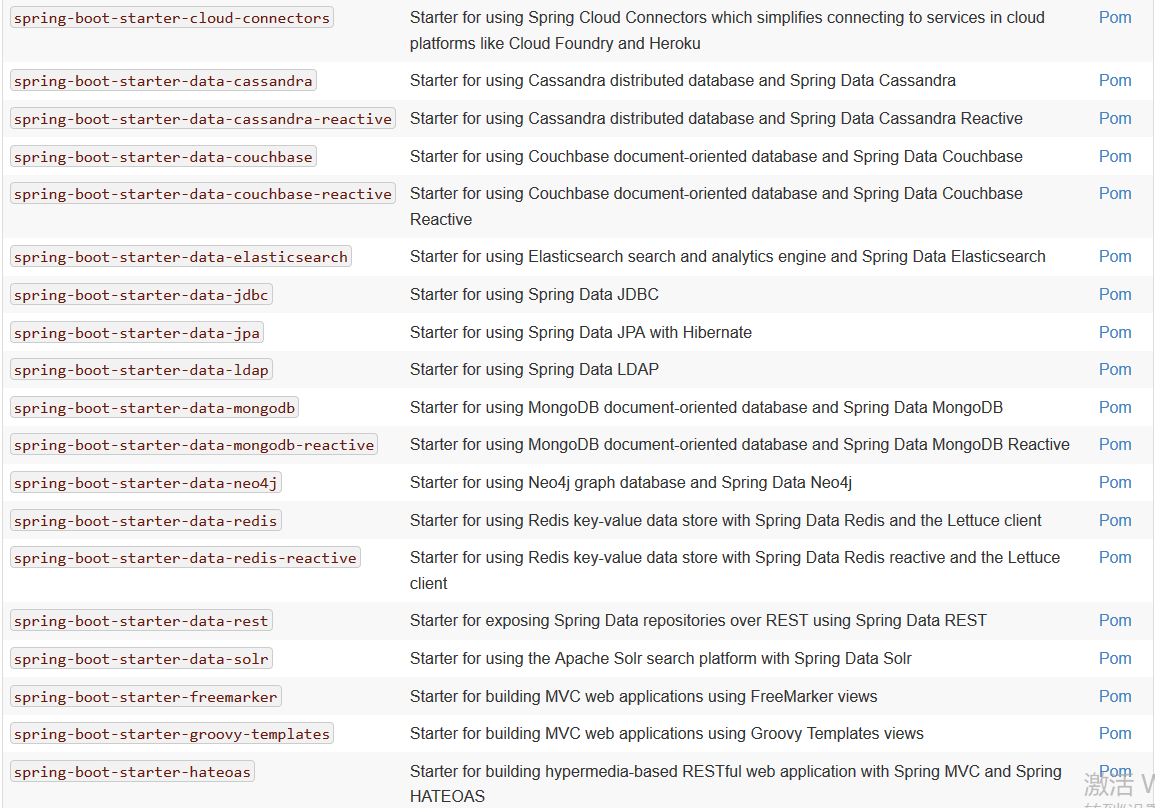 spring-boot-starter-cloud-connectors Starter for using Spring Cloud Connectors which simplifies connecting to services in cloud Pom
platforms like Cloud Foundry and Heroku
spring-boot-starter-data-cassandra Starter for using Cassandra distributed database and Spring Data Cassandra Pom
spring-boot-starter-data-cassandra-reactive Starter for using Cassandra distributed database and Spring Data Cassandra Reactive Pom
spring-boot-starter-data-couchbase Starter for using Couchbase document-oriented database and Spring Data Couchbase Pom
spring-boot-starter-data-couchbase-reactive Starter for using Couchbase document-oriented database and Spring Data Couchbase Pom
Reactive
spring-boot-starter-data-elasticsearch Starter for using Elasticsearch search and analytics engine and Spring Data Elasticsearch Pom
spring-boot-starter-data-jdbc Starter for using Spring Data JDBC Pom
spring-boot-starter-data-jpa Starter for using Spring Data JPA with Hibernate Pom
spring-boot-starter-data-ldap Starter for using Spring Data LDAP Pom
spring-boot-starter-data-mongodb Starter for using MongoDB document-oriented database and Spring Data MongoDB Pom
spring-boot-starter-data-mongodb-reactive Starter for using MongoDB document-oriented database and Spring Data MongoDB Reactive Pom
spring-boot-starter-data-neo4j Starter for using Neo4j graph database and Spring Data Neo4j Pom
spring-boot-starter-data-redis Starter for using Redis key-value data store with Spring Data Redis and the Lettuce client Pom
spring-boot-starter-data-redis-reactive Starter for using Redis key-value data store with Spring Data Redis reactive and the Lettuce Pom
client
spring-boot-starter-data-rest Starter for exposing Spring Data repositories over REST using Spring Data REST Pom
spring-boot-starter-data-solr Starter for using the Apache Solr search platform with Spring Data Solr Pom
spring-boot-starter-freemarker Starter for building MVC web applications using FreeMarker views Pom
spring-boot-starter-groovy-templates Starter for building MVC web applications using Groovy Templates views Pom
spring-boot-starter-hateoas Starter for building hypermedia-based RESTful web application with Spring MVC and Spring Pom
HATEOAS
激活 W